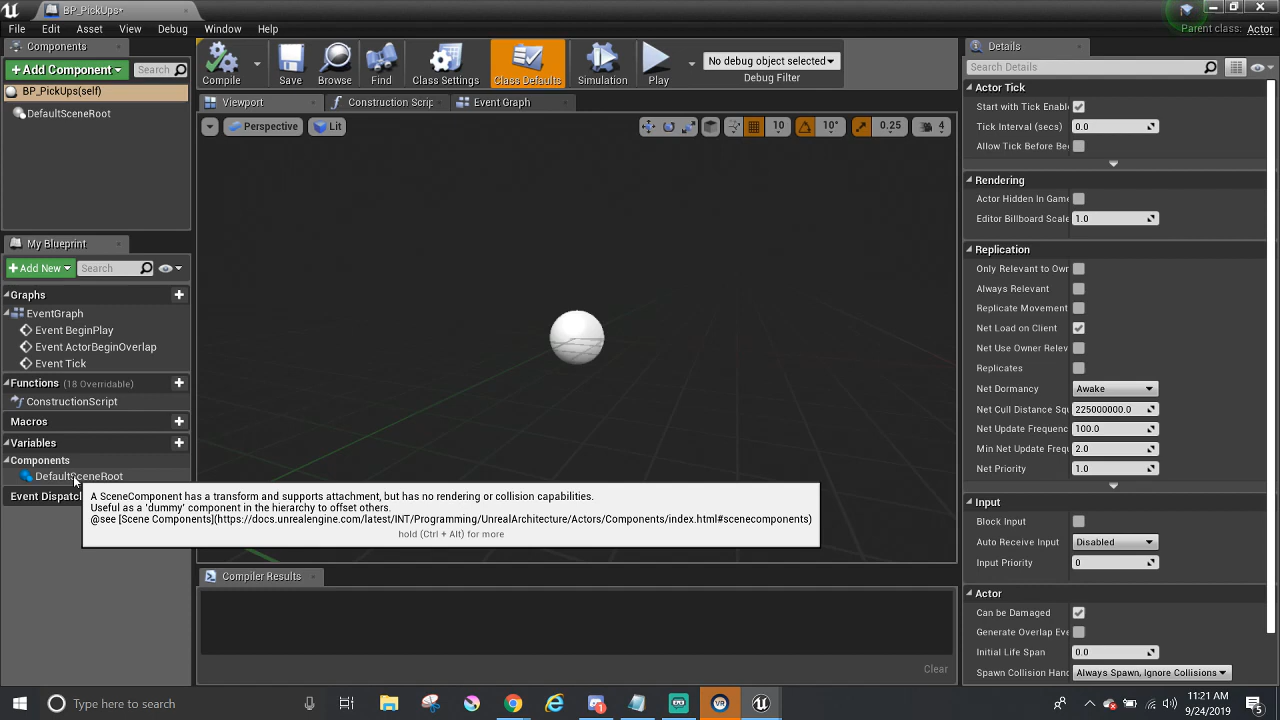 BP_PickUps*
File Edit Asset View Debug Window Help
Parent class: Actor
Components
+ Add Component
Search
BP_PickUps(self)
DefaultSceneRoot
My Blueprint
+ Add New
Search
Graphs
EventGraph
Event BeginPlay
Event ActorBeginOverlap
Event Tick
Functions (18 Overridable)
ConstructionScript
Macros
Variables
Components
DefaultSceneRoot
Event Dispatc
A SceneComponent has a transform and supports attachment, but has no rendering or collision capabilities.
Useful as a 'dummy' component in the hierarchy to offset others.
@see [Scene Components](https://docs.unrealengine.com/latest/INT/Programming/UnrealArchitecture/Actors/Components/index.html#scenecomponents)
hold (Ctrl + Alt) for more
Compile
Save
Browse
Find
Class Settings
Class Defaults
Simulation
Play
No debug object selected
Debug Filter
Viewport
Construction Scrip
Event Graph
Perspective
Lit
10
10°
0.25
4
Compiler Results
Clear
Details
Search Details
Actor Tick
Start with Tick Enable
Tick Interval (secs) 0.0
Allow Tick Before Be
Rendering
Actor Hidden In Game
Editor Billboard Scale 1.0
Replication
Only Relevant to Own
Always Relevant
Replicate Movement
Net Load on Client
Net Use Owner Relev
Replicates
Net Dormancy Awake
Net Cull Distance Squ 225000000.0
Net Update Frequenc 100.0
Min Net Update Freq 2.0
Net Priority 1.0
Input
Block Input
Auto Receive Input Disabled
Input Priority 0
Actor
Can be Damaged
Generate Overlap Eve
Initial Life Span 0.0
Spawn Collision Hand Always Spawn, Ignore Collisions
Type here to search
VR
11:21 AM
9/24/2019